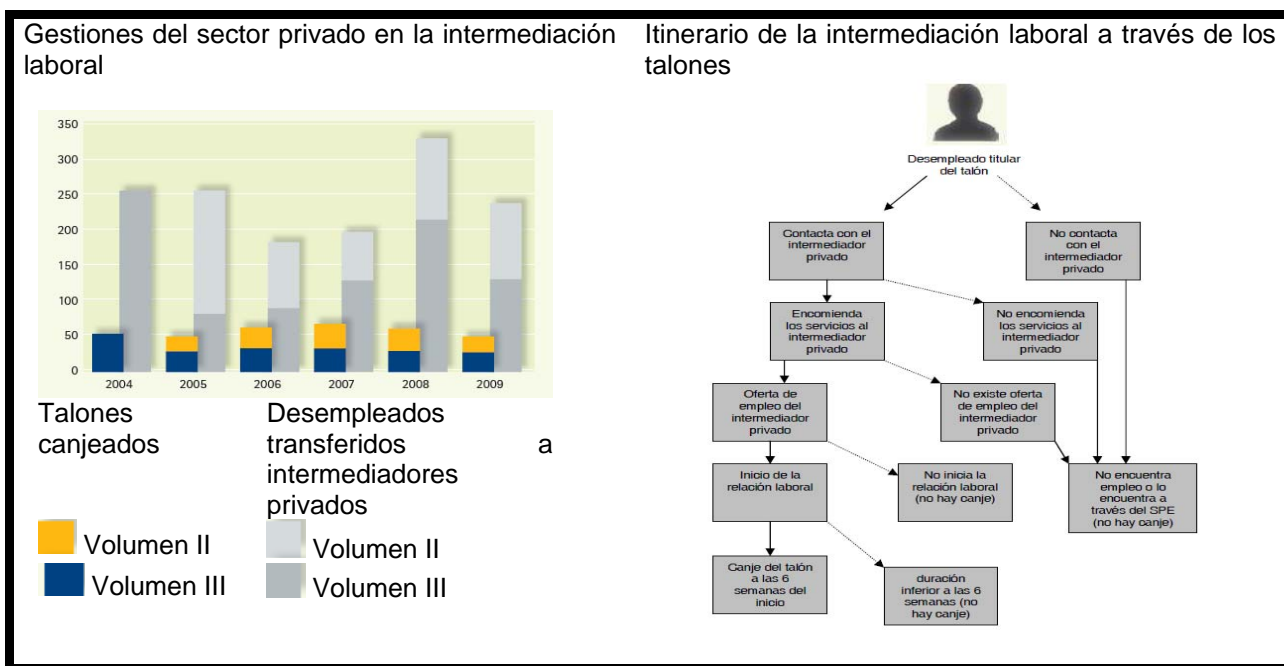 Gestiones del sector privado en la intermediación
laboral
350
300
250
200
150
100
50
0
2004 2005 2006 2007 2008 2009
Talones
canjeados
Desempleados
transferidos a
intermediadores
privados
Volumen II
Volumen III
Volumen II
Volumen III
Itinerario de la intermediación laboral a través de los
talones
Desempleado titular
del talón
Contacta con el
intermediador
privado
No contacta
con el
intermediador
privado
Encomienda
los servicios al
intermediador
privado
No encomienda
los servicios al
intermediador
privado
Oferta de
empleo del
intermediador
privado
No existe oferta
de empleo del
intermediador
privado
Inicio de la
relación laboral
No inicia la
relación laboral
(no hay canje)
No encuentra
empleo o lo
encuentra a
través del SPE
(no hay canje)
Canje del talón
a las 6
semanas del
inicio
duración
inferior a las 6
semanas (no
hay canje)